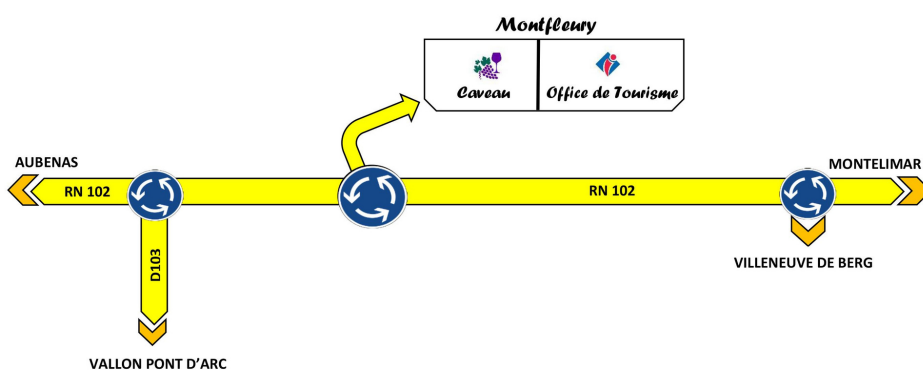 Montfleury
Caveau
Office de Tourisme
AUBENAS
MONTELIMAR
RN 102
RN 102
D103
VILLENEUVE DE BERG
VALLON PONT D'ARC